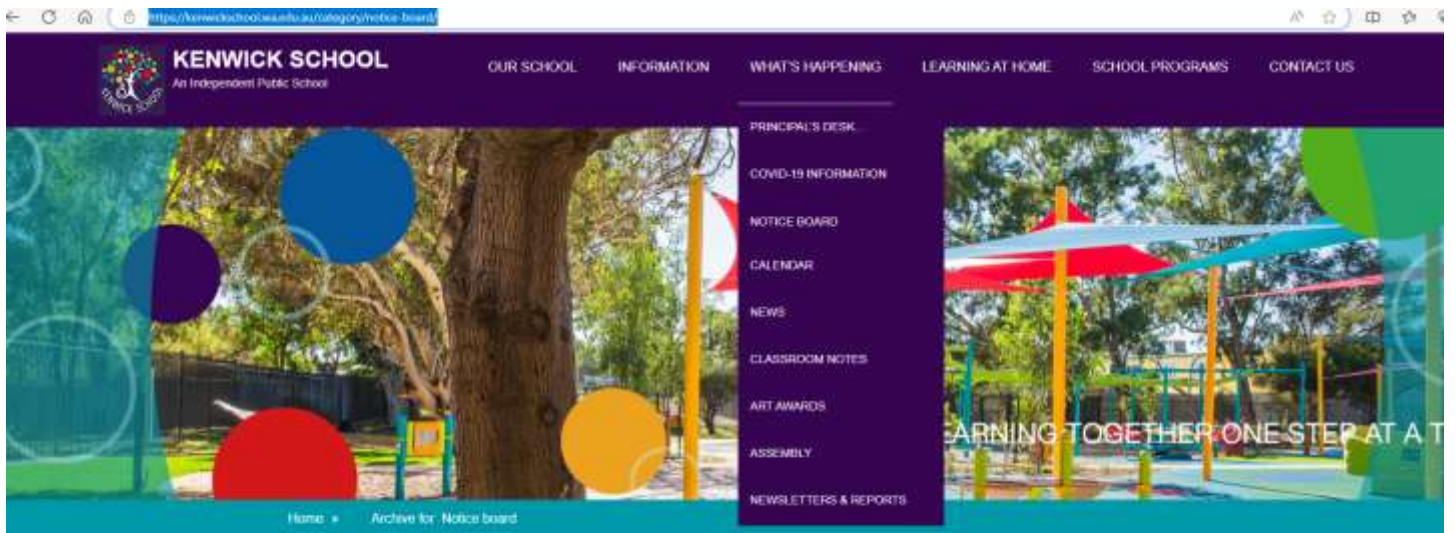 https://kenwickschool.wa.edu.au/category/notice-board/
KENWICK SCHOOL
An Independent Public School
KENWICK SCHOOL
OUR SCHOOL INFORMATION WHAT'S HAPPENING LEARNING AT HOME SCHOOL PROGRAMS CONTACT US
PRINCIPAL'S DESK...
COVID-19 INFORMATION
NOTICE BOARD
CALENDAR
NEWS
CLASSROOM NOTES
ART AWARDS
ASSEMBLY
NEWSLETTERS & REPORTS
EARNING TOGETHER ONE STEP AT A T
Home » Archive for Notice board